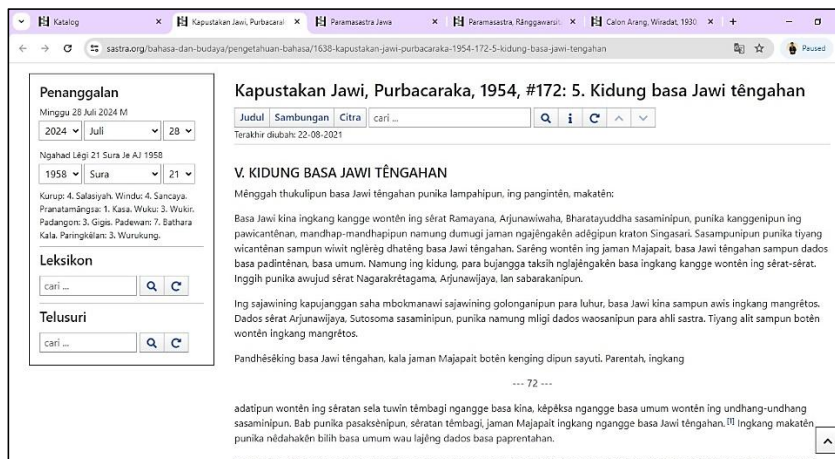 Katalog
Kapustakan Jawi, Purbacaraka
Paramasastra Jawa
Paramasastra, Rănggawarsit
Calon Arang, Wiradat, 1930
sastra.org/bahasa-dan-budaya/pengetahuan-bahasa/1638-kapustakan-jawi-purbacaraka-1954-172-5-kidung-basa-jawi-tengahan
Paused
Penanggalan
Minggu 28 Juli 2024 M
2024 Juli 28
Ngahad Lêgi 21 Sura Je AJ 1958
1958 Sura 21
Kurup: 4. Salasiyah. Windu: 4. Sancaya.
Pranatamăngsa: 1. Kasa. Wuku: 3. Wukir.
Padangon: 3. Gigis. Padewan: 7. Bathara
Kala. Paringkêlan: 3. Wurukung.
Leksikon
cari ...
Telusuri
cari ...
Kapustakan Jawi, Purbacaraka, 1954, #172: 5. Kidung basa Jawi têngahan
Judul Sambungan Citra cari ...
Terakhir diubah: 22-08-2021
V. KIDUNG BASA JAWI TÊNGAHAN
Mênggah thukulipun basa Jawi têngahan punika lampahipun, ing pangintên, makatên:
Basa Jawi kina ingkang kangge wontên ing sêrat Ramayana, Arjunawiwaha, Bharatayuddha sasaminipun, punika kanggenipun ing
pawicantênan, mandhap-mandhapipun namung dumugi jaman ngajêngakên adêgipun kraton Singasari. Sasampunipun punika tiyang
wicantênan sampun wiwit nglèrèg dhatêng basa Jawi têngahan. Sarêng wontên ing jaman Majapait, basa Jawi têngahan sampun dados
basa padintênan, basa umum. Namung ing kidung, para bujangga taksih nglajêngakên basa ingkang kangge wontên ing sêrat-sêrat.
Inggih punika awujud sêrat Nagarakrêtagama, Arjunawijaya, lan sabarakanipun.
Ing sajawining kapujanggan saha mbokmanawi sajawining golonganipun para luhur, basa Jawi kina sampun awis ingkang mangrêtos.
Dados sêrat Arjunawijaya, Sutosoma sasaminipun, punika namung mligi dados waosanipun para ahli sastra. Tiyang alit sampun botên
wontên ingkang mangrêtos.
Pandhêsêking basa Jawi têngahan, kala jaman Majapait botên kenging dipun sayuti. Parentah, ingkang
--- 72 ---
adatipun wontên ing sêratan sela tuwin têmbagi ngangge basa kina, kêpêksa ngangge basa umum wontên ing undhang-undhang
sasaminipun. Bab punika pasaksènipun, sêratan têmbagi, jaman Majapait ingkang ngangge basa Jawi têngahan. [1] Ingkang makatên
punika nêdahakên bilih basa umum wau lajêng dados basa paprentahan.